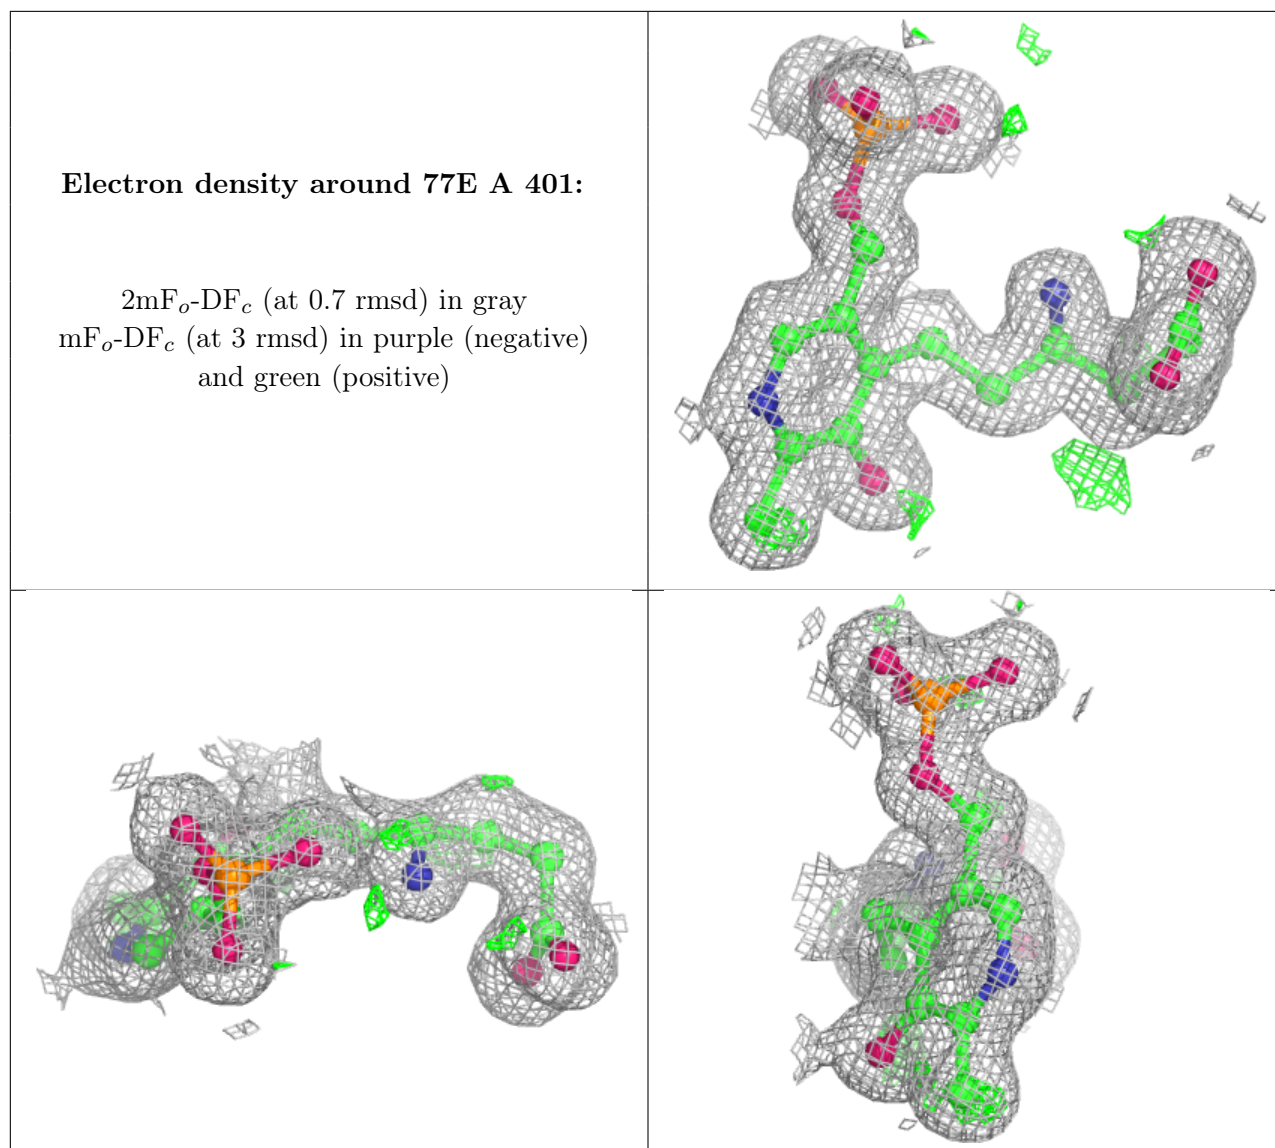 Electron density around 77E A 401:
2mFo-DFc (at 0.7 rmsd) in gray
mFo-DFc (at 3 rmsd) in purple (negative)
and green (positive)